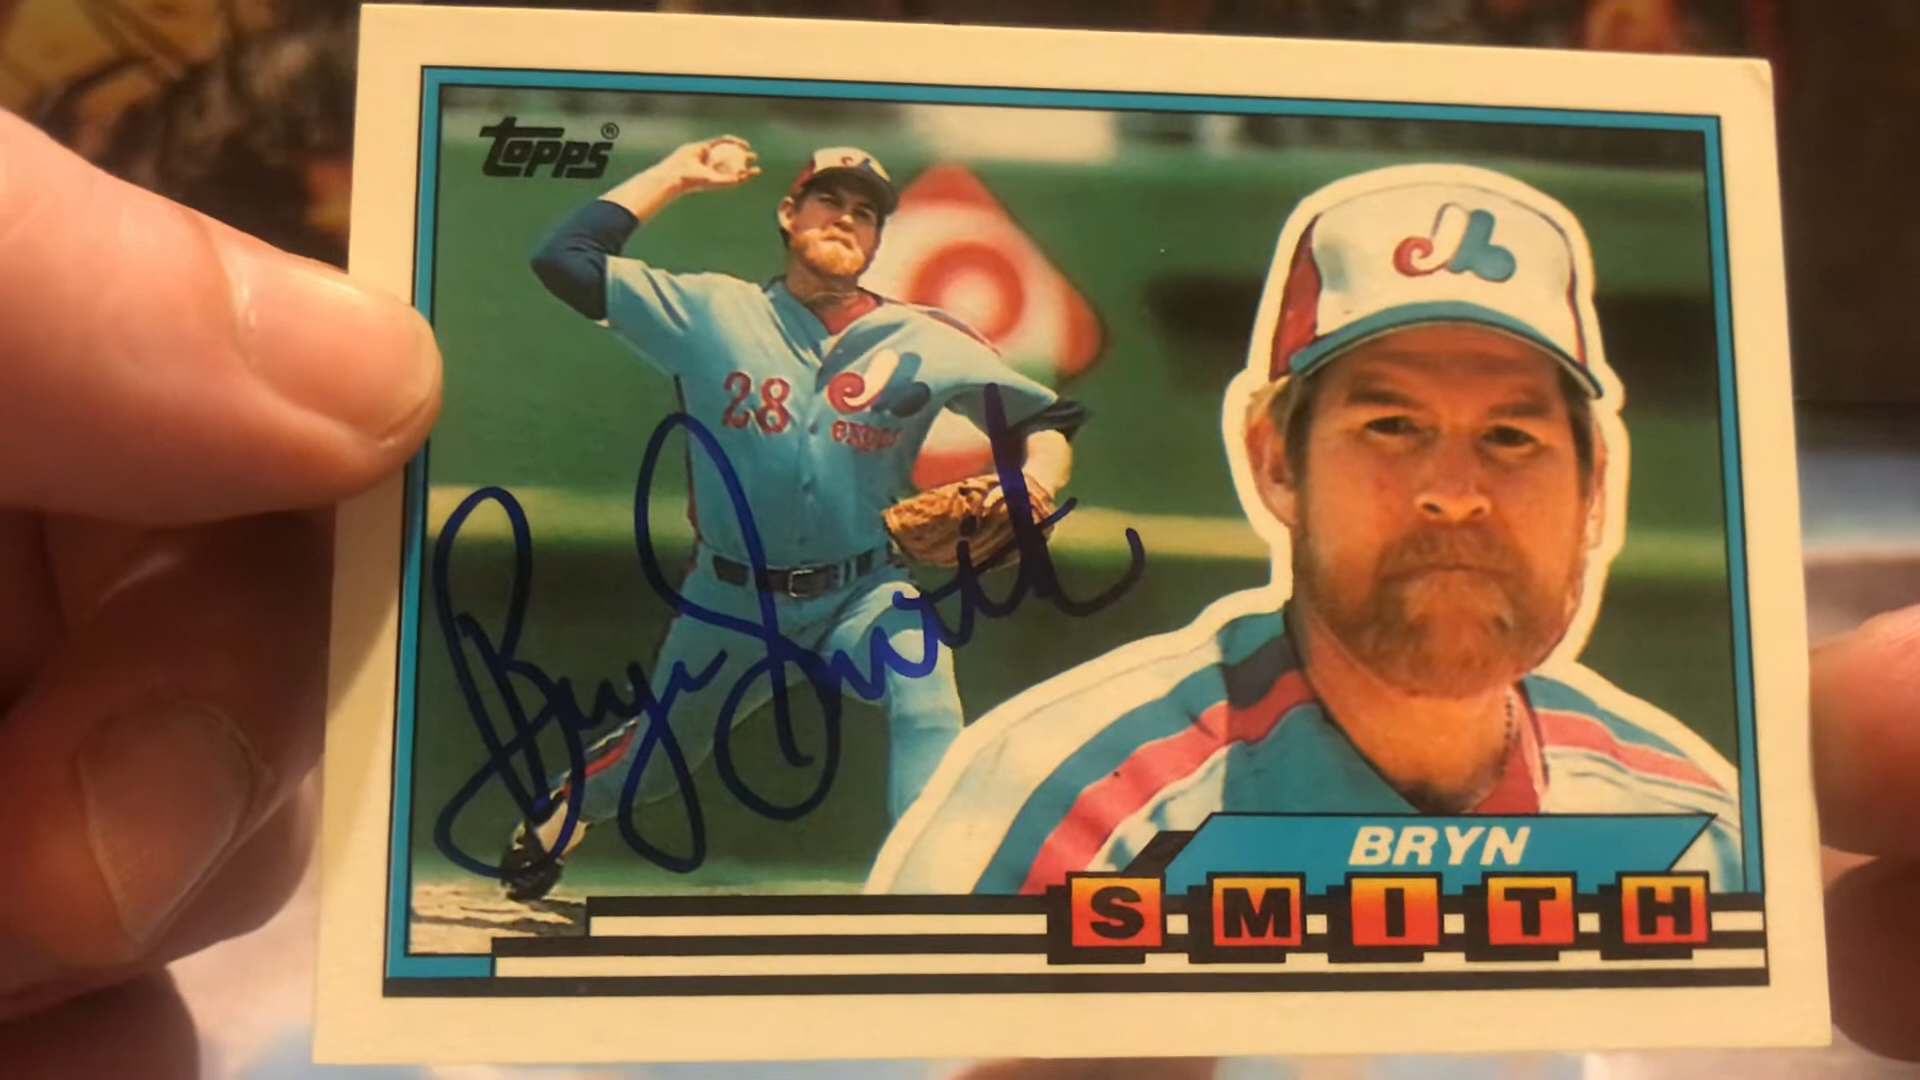 topps®
28
expos
Bryn Smith
BRYN
SMITH